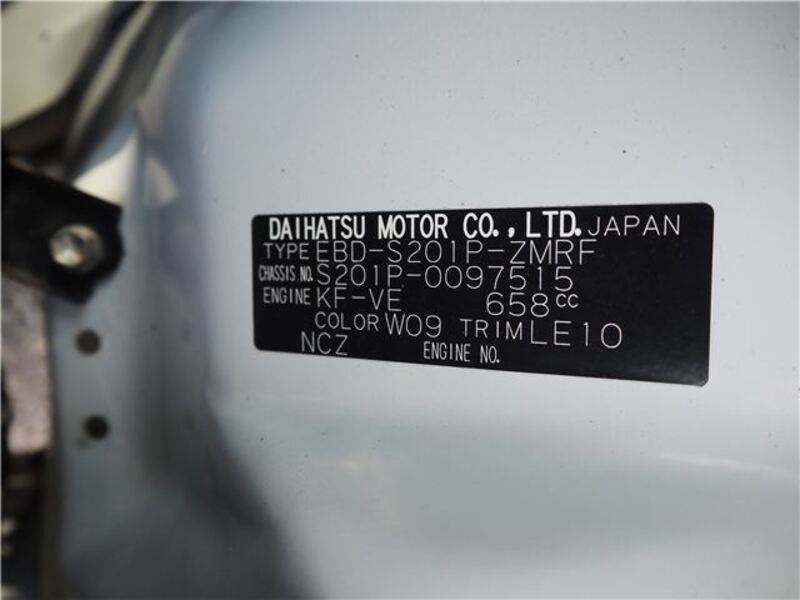 DAIHATSU MOTOR CO., LTD. JAPAN
TYPE EBD-S201P-ZMRF
CHASSIS NO. S201P-0097515
ENGINE KF-VE 658cc
COLOR W09 TRIM LE10
NCZ ENGINE NO.